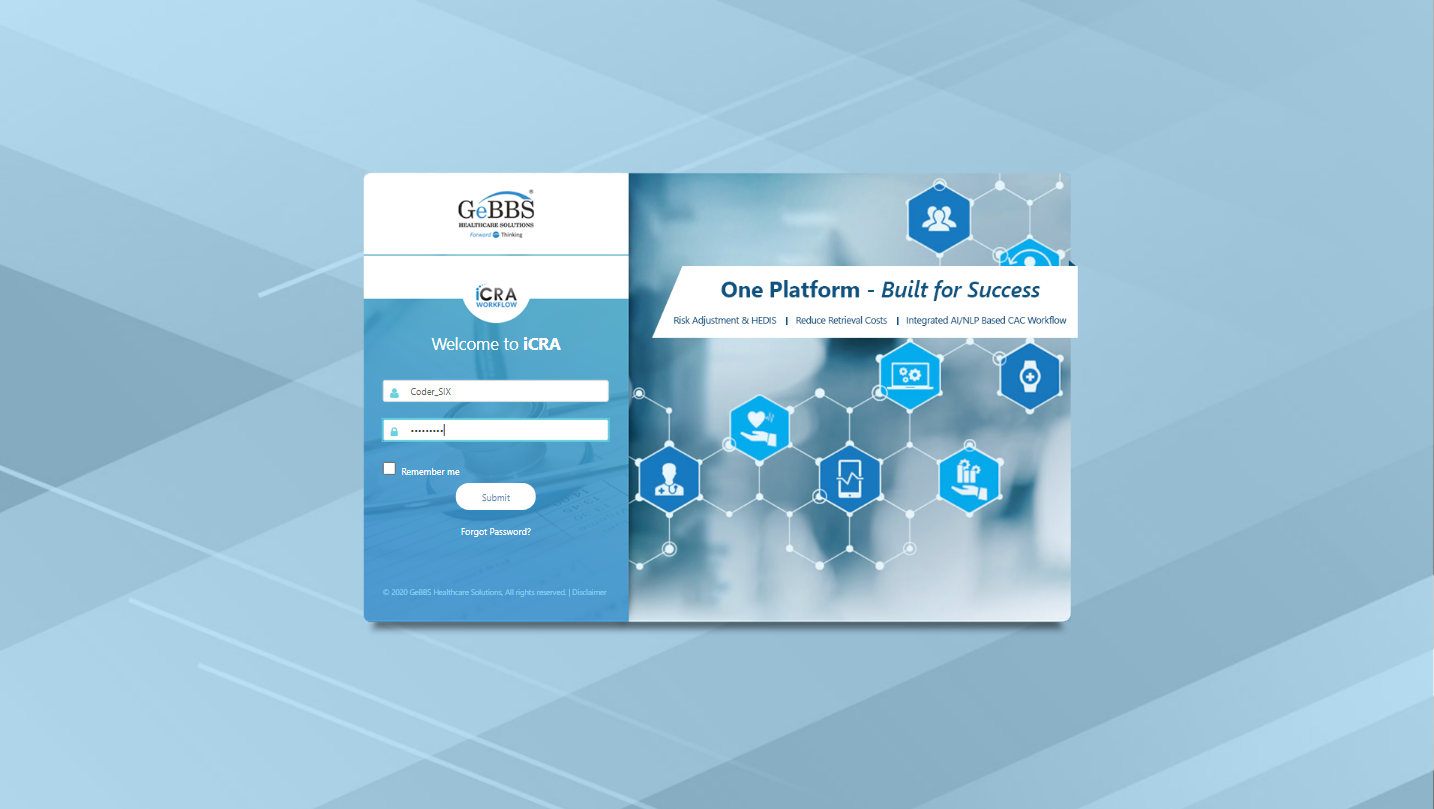 GeBBS®
HEALTHCARE SOLUTIONS
Forward Thinking
iCRA
WORKFLOW
Welcome to iCRA
Coder_SIX
•••••••••
Remember me
Submit
Forgot Password?
© 2020 GeBBS Healthcare Solutions, All rights reserved. | Disclaimer
One Platform - Built for Success
Risk Adjustment & HEDIS | Reduce Retrieval Costs | Integrated AI/NLP Based CAC Workflow